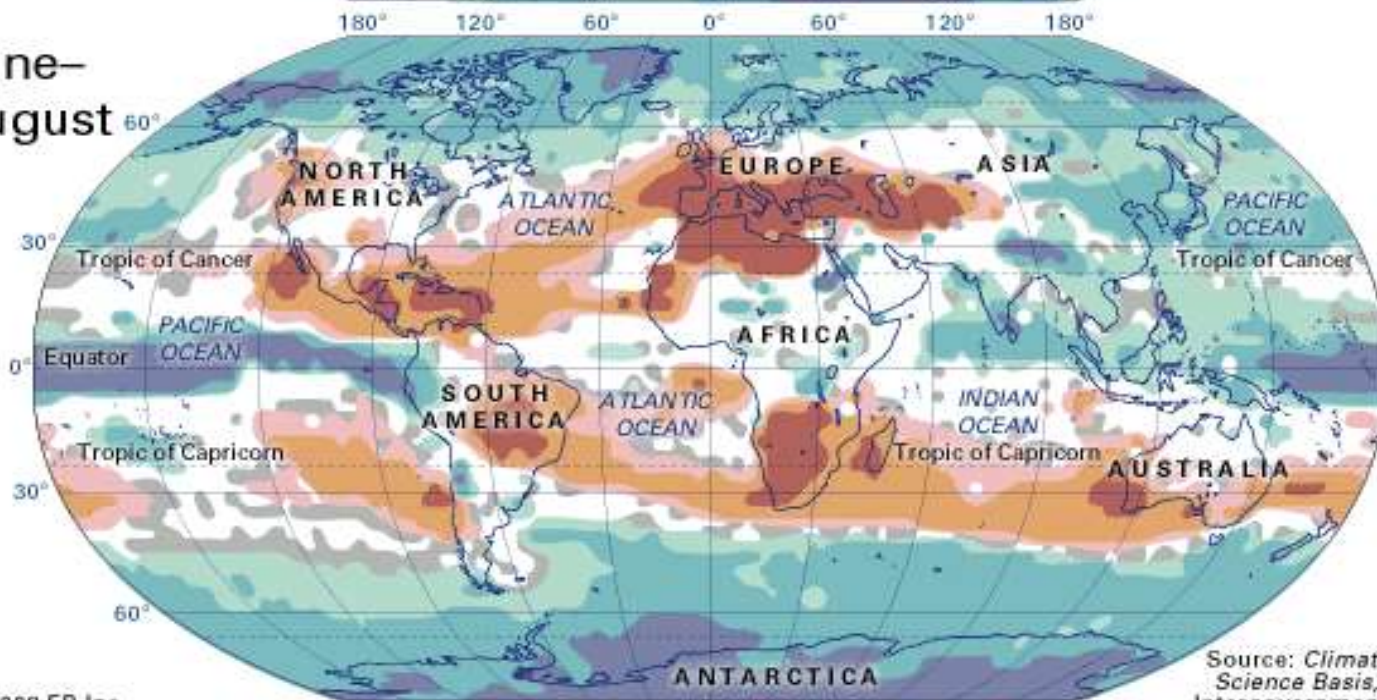 180° 120° 60° 0° 60° 120° 180°
ne–
ugust
60°
NORTH
AMERICA
ATLANTIC
OCEAN
EUROPE
ASIA
PACIFIC
OCEAN
30°
Tropic of Cancer
Tropic of Cancer
PACIFIC
OCEAN
AFRICA
0°
Equator
SOUTH
AMERICA
ATLANTIC
OCEAN
INDIAN
OCEAN
Tropic of Capricorn
Tropic of Capricorn
AUSTRALIA
30°
60°
ANTARCTICA
Source: Climat
Science Basis,